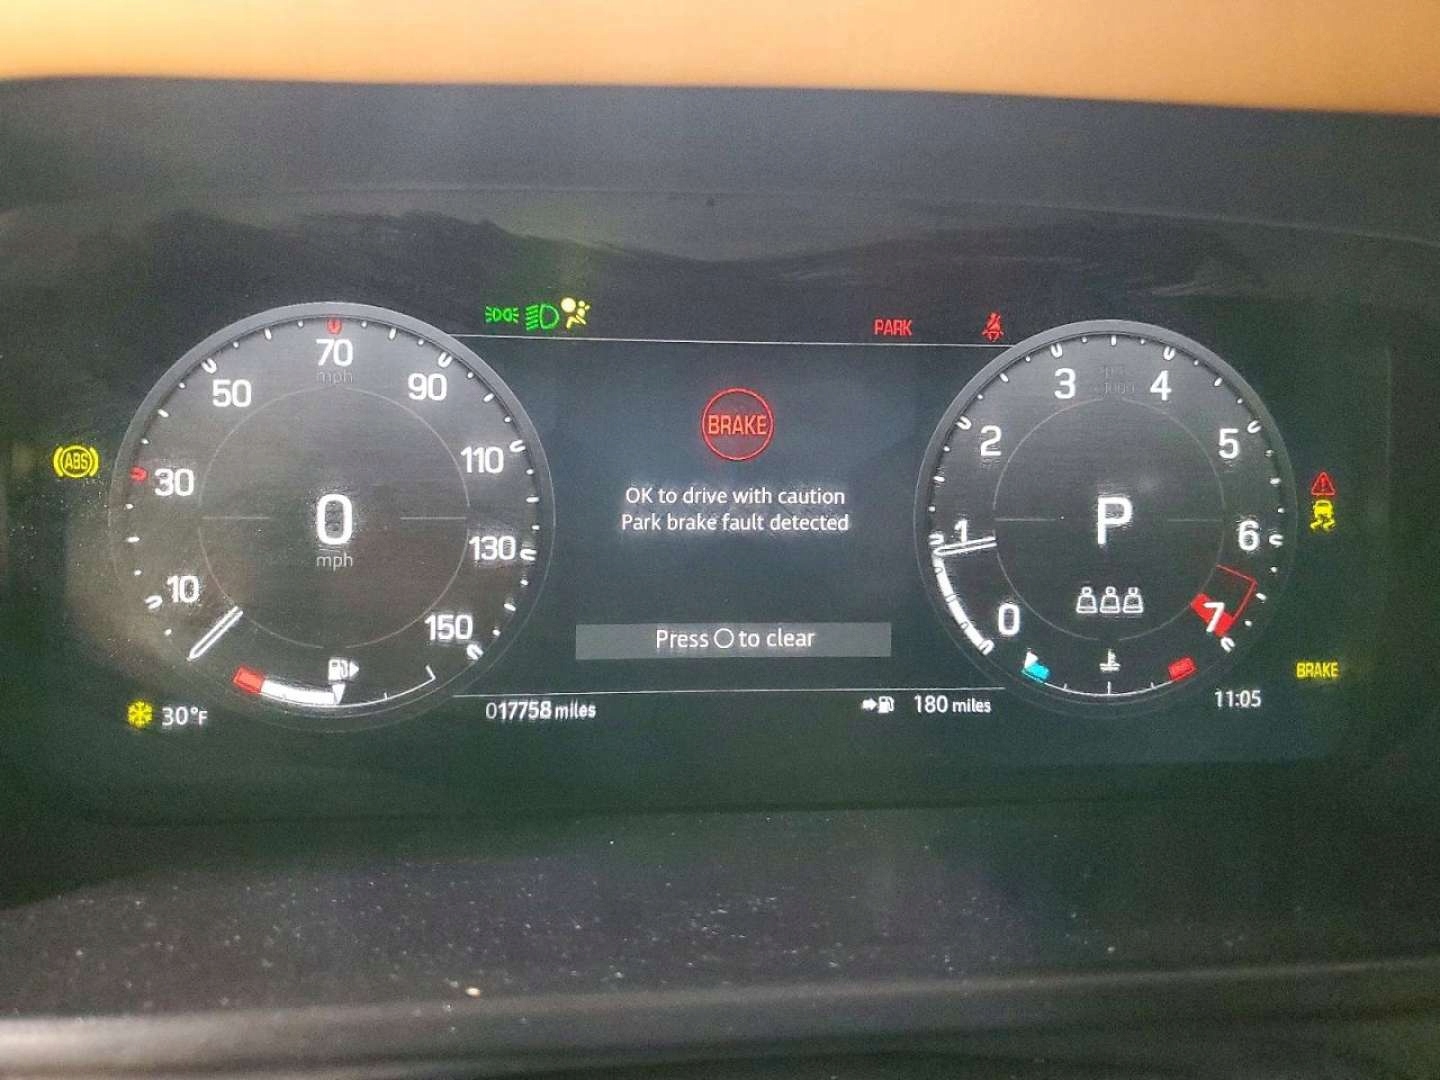 PARK
70
mph
50
90
3
4
BRAKE
2
5
110
ABS
30
OK to drive with caution
0
mph
P
Park brake fault detected
1
6
130
10
0
7
150
Press O to clear
30°F
017758 miles
180 miles
11:05
BRAKE